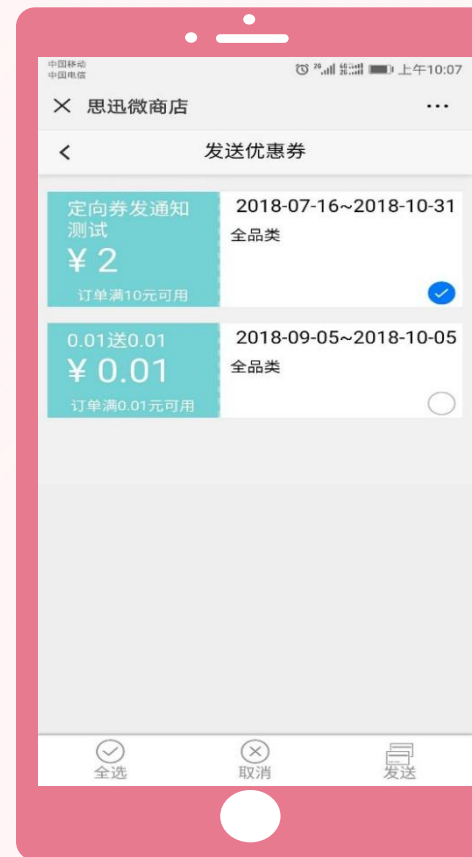 中国移动
中国电信
上午10:07
思迅微商店
发送优惠券
定向券发通知
测试
¥ 2
订单满10元可用
2018-07-16~2018-10-31
全品类
0.01送0.01
¥ 0.01
订单满0.01元可用
2018-09-05~2018-10-05
全品类
全选
取消
发送